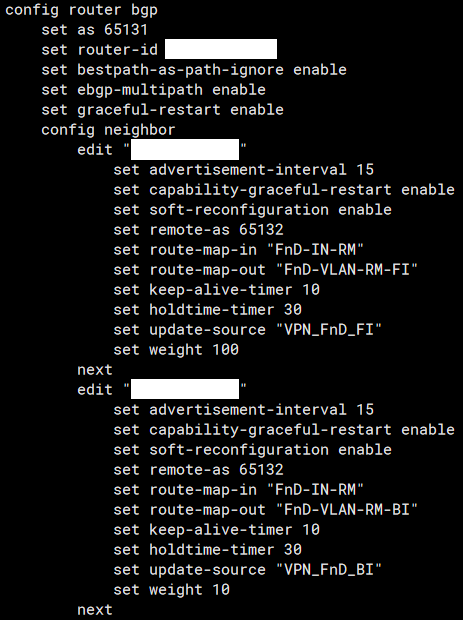 config router bgp
set as 65131
set router-id
set bestpath-as-path-ignore enable
set ebgp-multipath enable
set graceful-restart enable
config neighbor
edit " "
set advertisement-interval 15
set capability-graceful-restart enable
set soft-reconfiguration enable
set remote-as 65132
set route-map-in "FnD-IN-RM"
set route-map-out "FnD-VLAN-RM-FI"
set keep-alive-timer 10
set holdtime-timer 30
set update-source "VPN_FnD_FI"
set weight 100
next
edit " "
set advertisement-interval 15
set capability-graceful-restart enable
set soft-reconfiguration enable
set remote-as 65132
set route-map-in "FnD-IN-RM"
set route-map-out "FnD-VLAN-RM-BI"
set keep-alive-timer 10
set holdtime-timer 30
set update-source "VPN_FnD_BI"
set weight 10
next